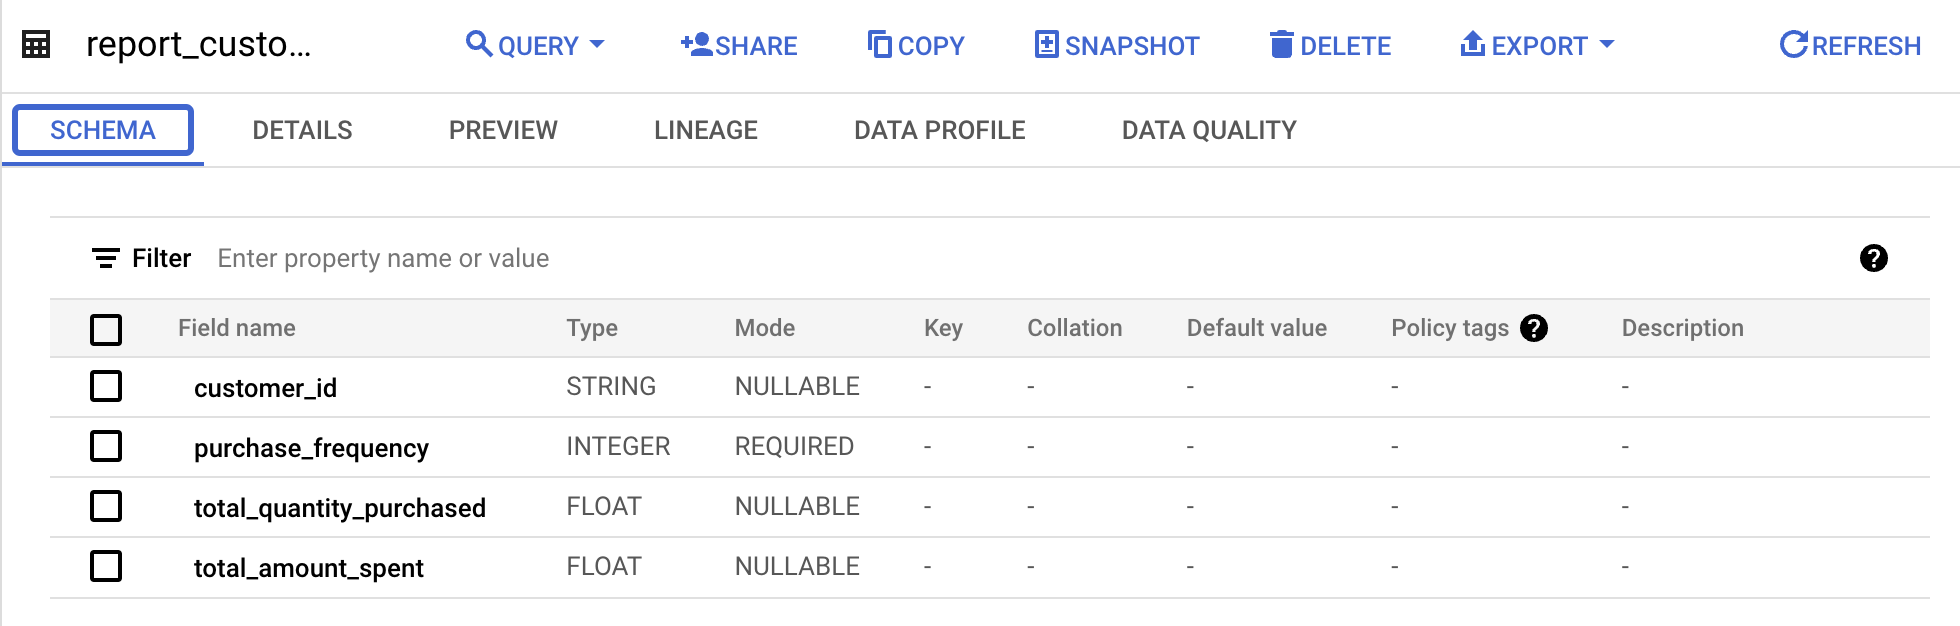 report_custo... QUERY SHARE COPY SNAPSHOT DELETE EXPORT REFRESH
SCHEMA DETAILS PREVIEW LINEAGE DATA PROFILE DATA QUALITY
Filter Enter property name or value ?
Field name Type Mode Key Collation Default value Policy tags ? Description
customer_id STRING NULLABLE - - - - -
purchase_frequency INTEGER REQUIRED - - - - -
total_quantity_purchased FLOAT NULLABLE - - - - -
total_amount_spent FLOAT NULLABLE - - - - -